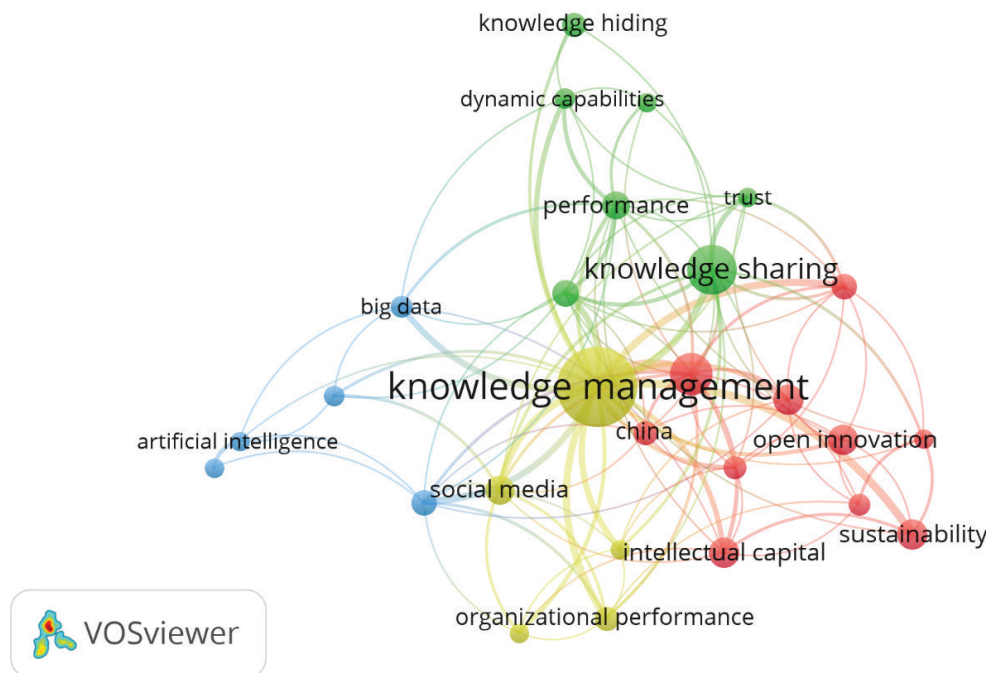 knowledge hiding
dynamic capabilities
trust
performance
knowledge sharing
big data
knowledge management
china
open innovation
artificial intelligence
social media
sustainability
intellectual capital
organizational performance
VOSviewer